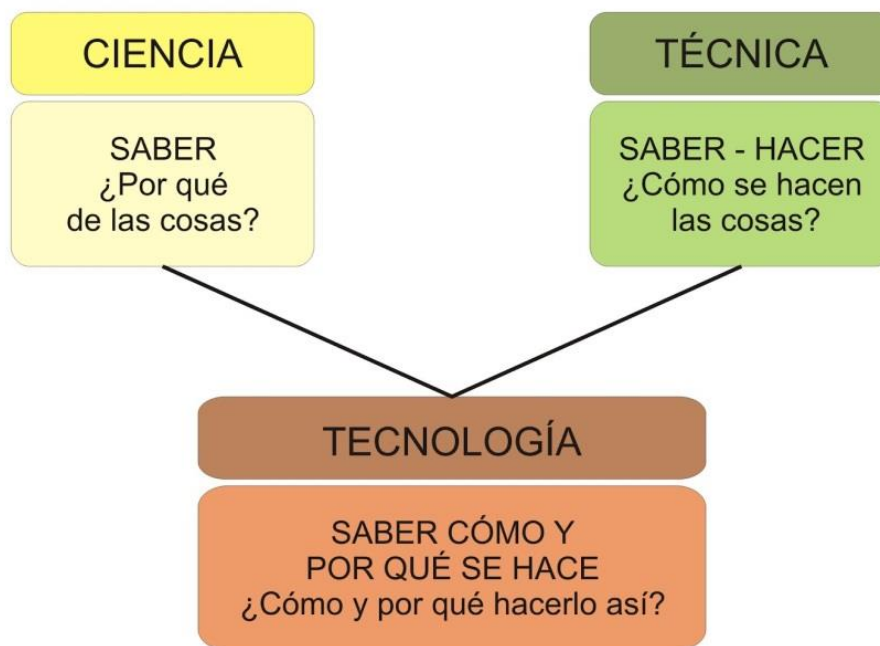 CIENCIA
SABER
¿Por qué
de las cosas?
TÉCNICA
SABER - HACER
¿Cómo se hacen
las cosas?
TECNOLOGÍA
SABER CÓMO Y
POR QUÉ SE HACE
¿Cómo y por qué hacerlo así?